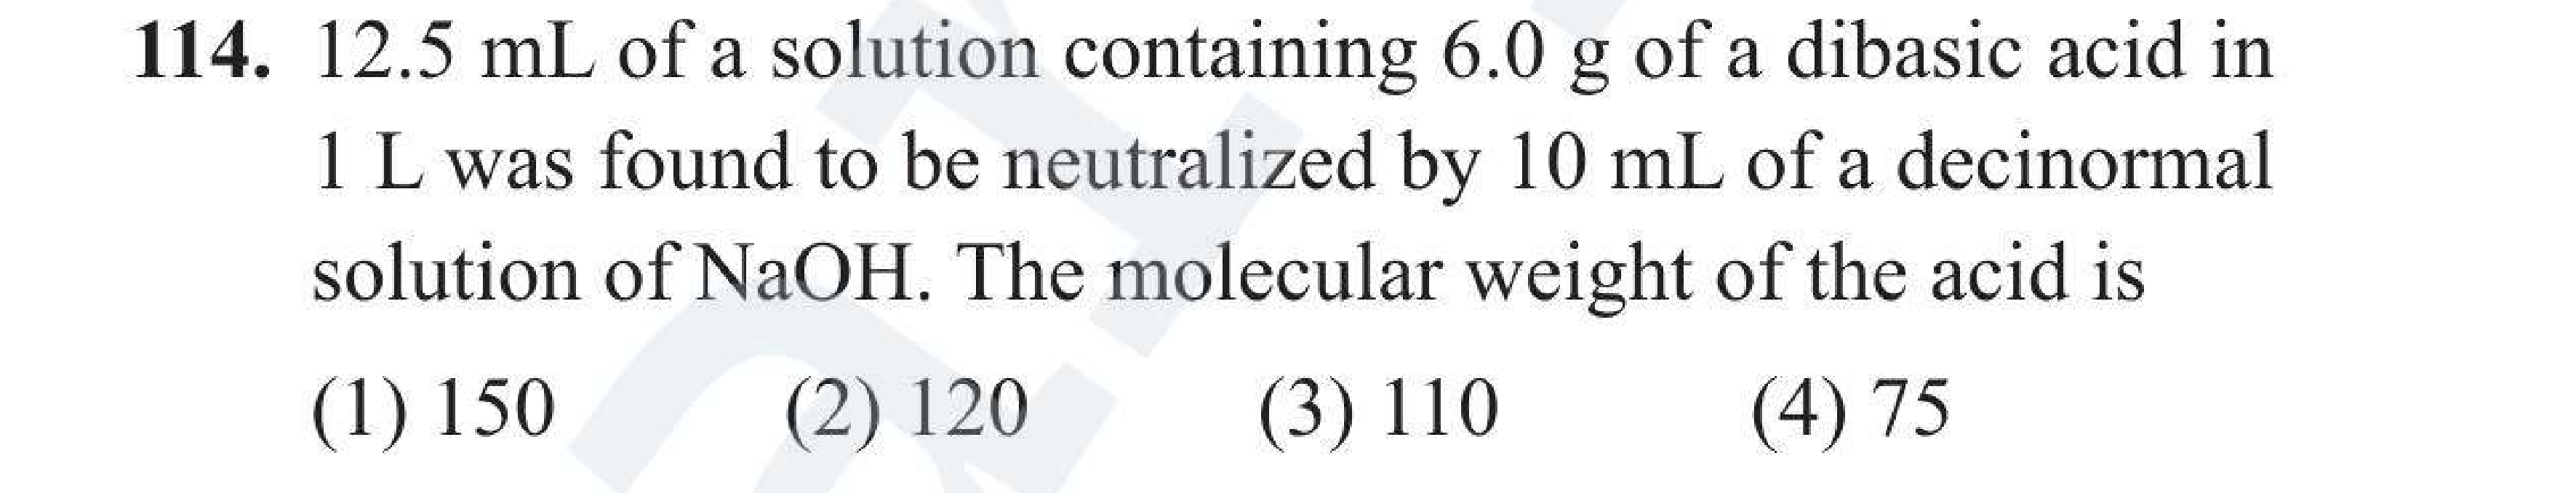 114. 12.5 mL of a solution containing 6.0 g of a dibasic acid in
1 L was found to be neutralized by 10 mL of a decinormal
solution of NaOH. The molecular weight of the acid is
(1) 150 (2) 120 (3) 110 (4) 75